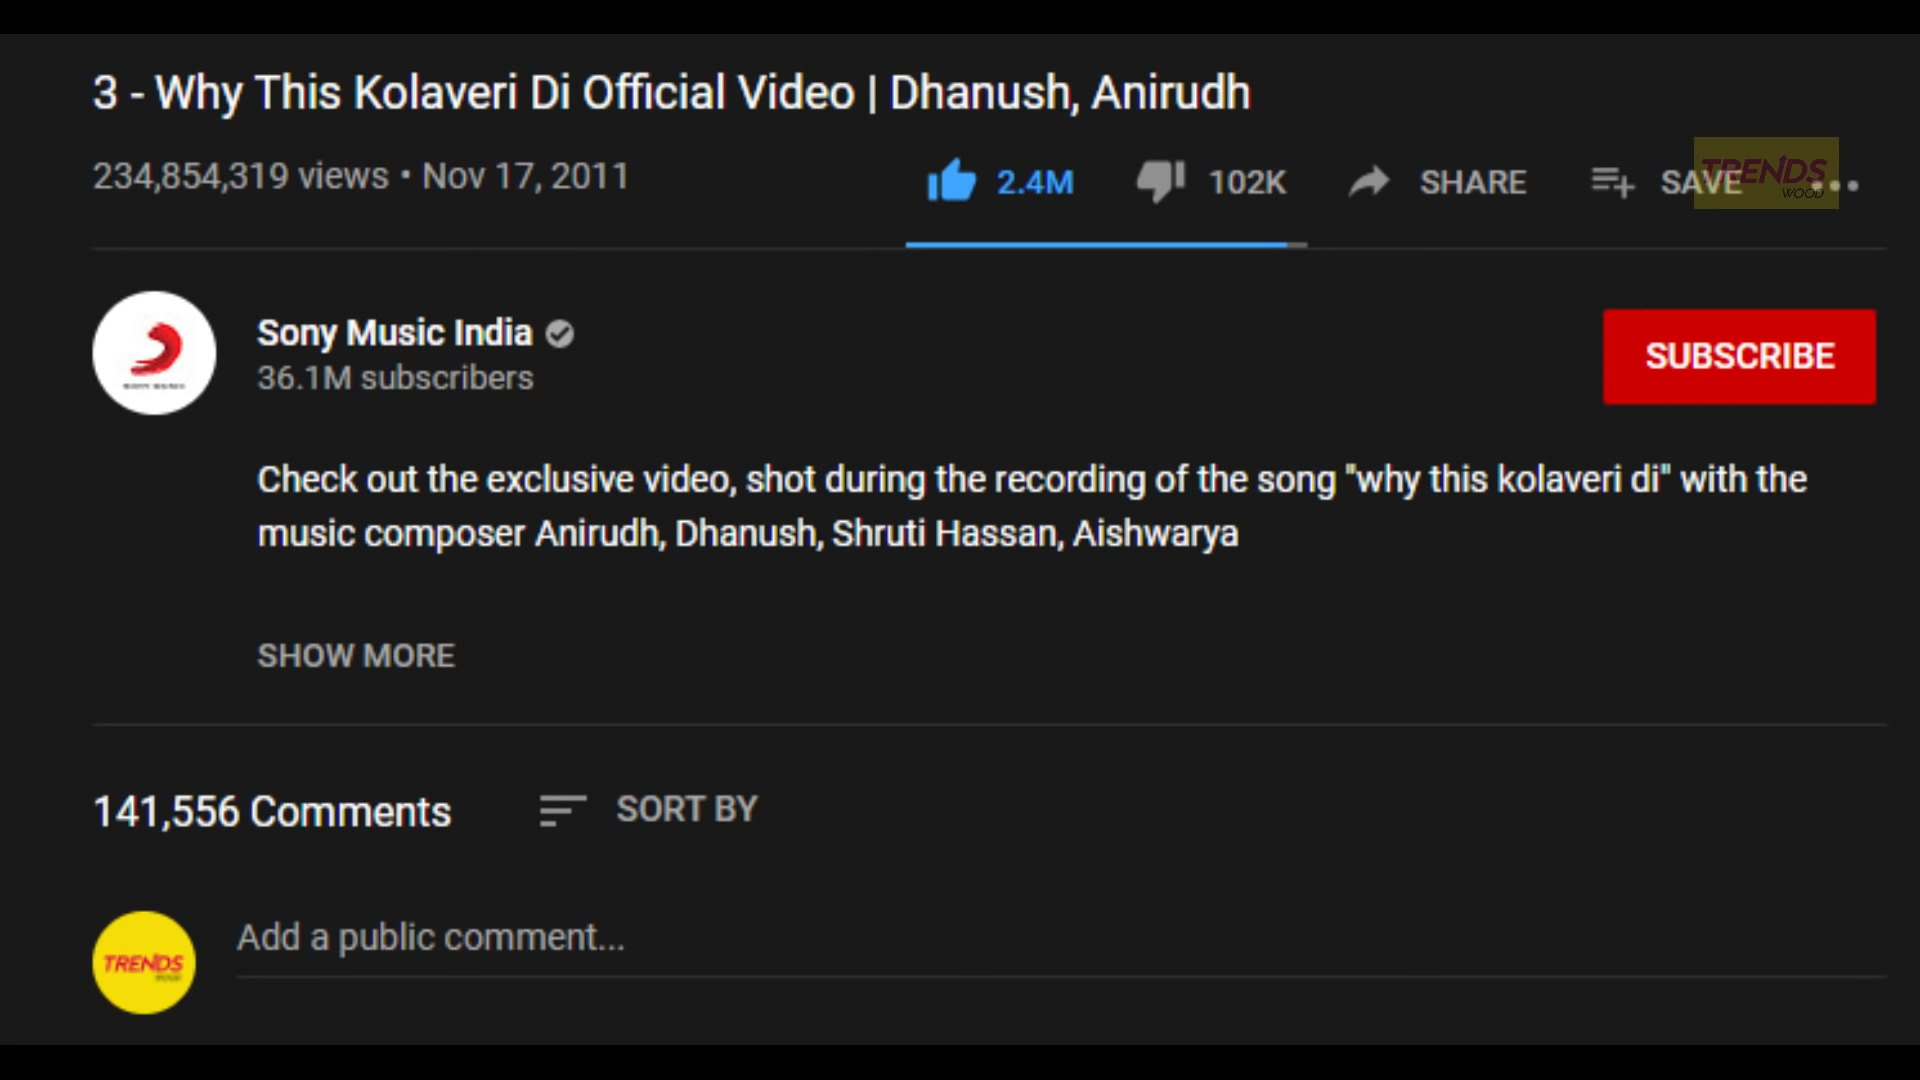 3 - Why This Kolaveri Di Official Video | Dhanush, Anirudh
234,854,319 views • Nov 17, 2011
2.4M
102K
SHARE
SAVE
TRENDS
WOOD
Sony Music India
36.1M subscribers
SUBSCRIBE
Check out the exclusive video, shot during the recording of the song "why this kolaveri di" with the
music composer Anirudh, Dhanush, Shruti Hassan, Aishwarya
SHOW MORE
141,556 Comments
SORT BY
TRENDS
Add a public comment...